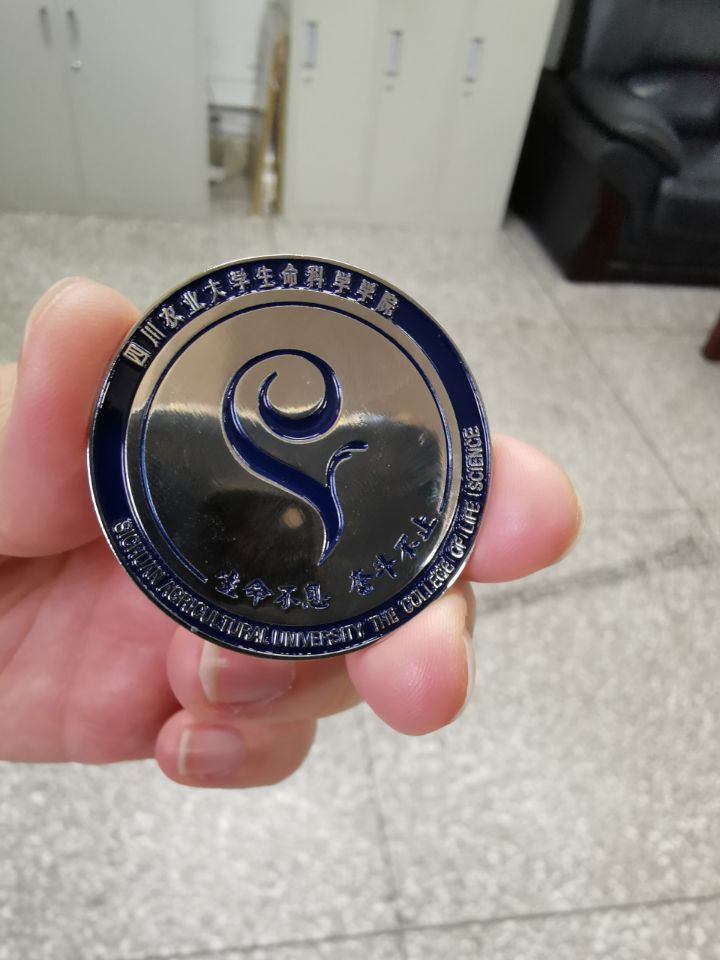 四川农业大学生命科学学院
生命不息 奋斗不止
SICHUAN AGRICULTURAL UNIVERSITY THE COLLEGE OF LIFE SCIENCE